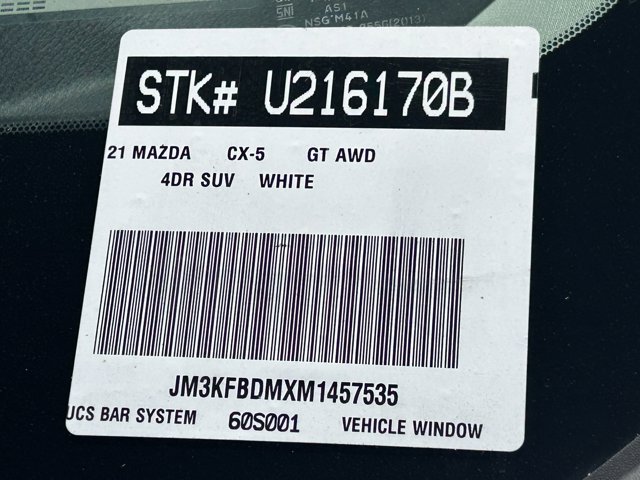 SNI AS1
NSG M41A
STK# U216170B
21 MAZDA CX-5 GT AWD
4DR SUV WHITE
JM3KFBDMXM1457535
UCS BAR SYSTEM 60S001 VEHICLE WINDOW